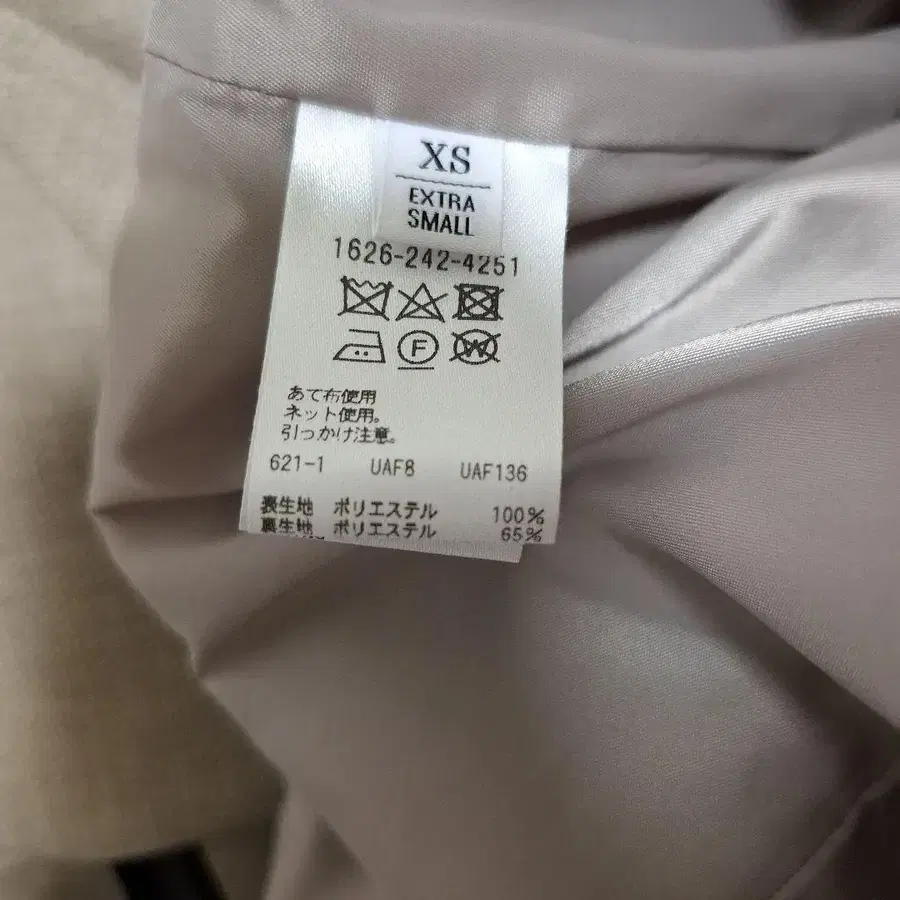 XS
EXTRA
SMALL
1626-242-4251
F
W
あて布使用
ネット使用。
引っかけ注意。
621-1 UAF8 UAF136
表生地 ポリエステル 100%
裏生地 ポリエステル 65%